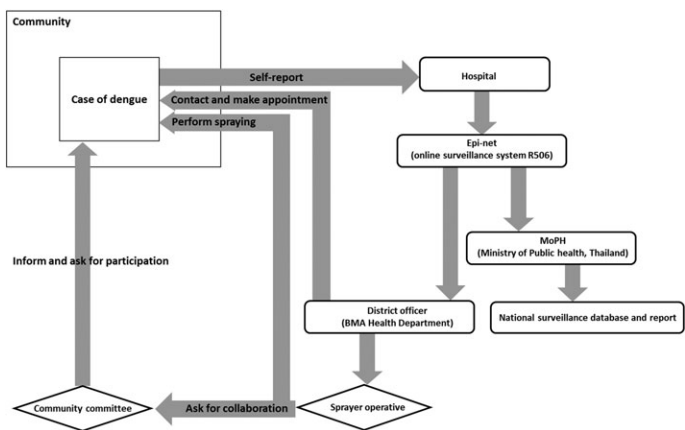 Community
Self-report
Hospital
Case of dengue
Contact and make appointment
Perform spraying
Epi-net
(online surveillance system R506)
MoPH
(Ministry of Public health, Thailand)
Inform and ask for participation
District officer
(BMA Health Department)
National surveillance database and report
Community committee
Ask for collaboration
Sprayer operative